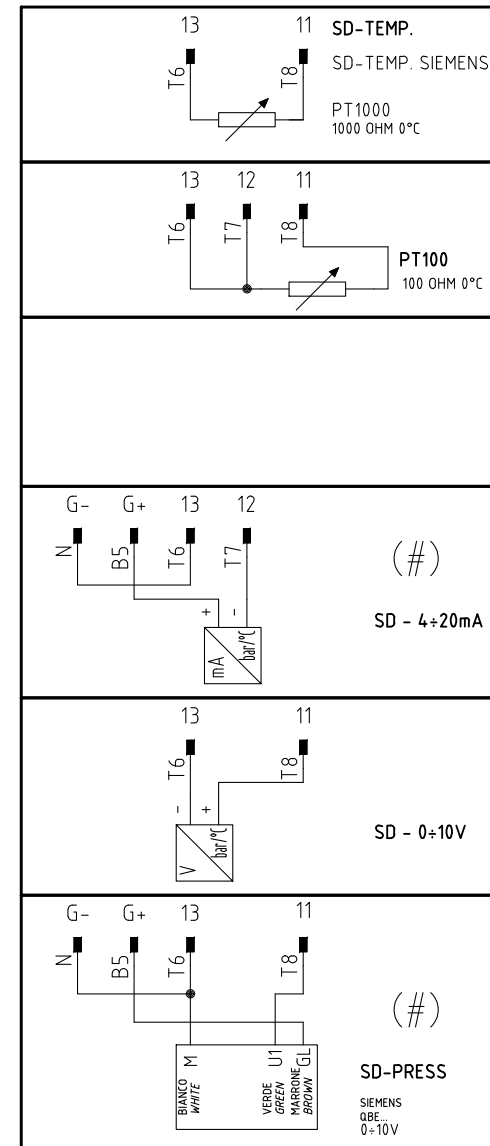 13 11 SD-TEMP.
T6 T8 SD-TEMP. SIEMENS
PT1000
1000 OHM 0°C
13 12 11
T6 T7 T8
PT100
100 OHM 0°C
G- G+ 13 12
N B5 T6 T7
(#)
+ -
mA bar/°C
SD - 4÷20mA
13 11
T6 T8
- +
V bar/°C
SD - 0÷10V
G- G+ 13 11
N B5 T6 T8
(#)
M U1 GL
BIANCO
WHITE
VERDE
GREEN
MARRONE
BROWN
SD-PRESS
SIEMENS
QBE...
0÷10V